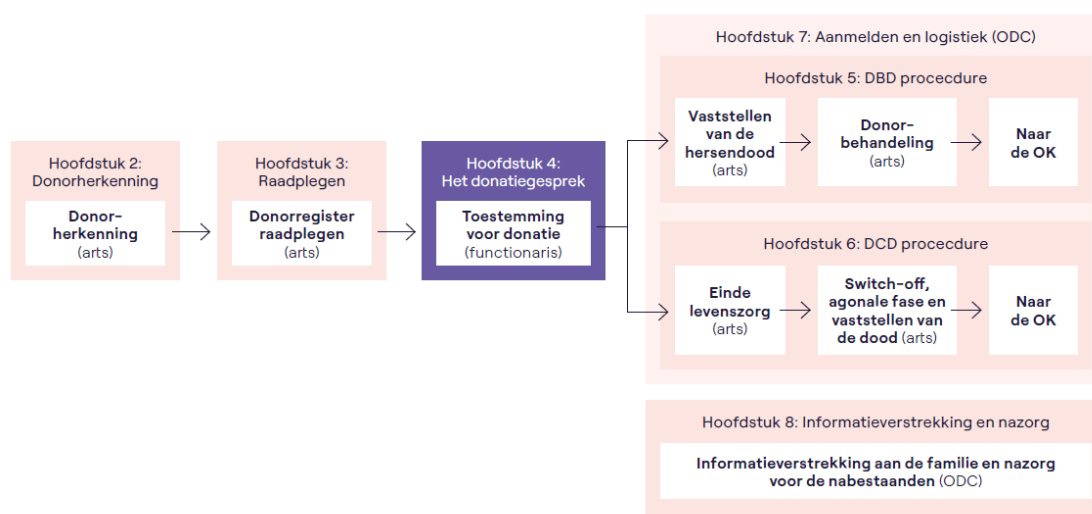 Hoofdstuk 2:
Donorherkenning
Donor-
herkenning
(arts)
Hoofdstuk 3:
Raadplegen
Donorregister
raadplegen
(arts)
Hoofdstuk 4:
Het donatiegesprek
Toestemming
voor donatie
(functionaris)
Hoofdstuk 7: Aanmelden en logistiek (ODC)
Hoofdstuk 5: DBD procecdure
Vaststellen
van de
hersendood
(arts)
Donor-
behandeling
(arts)
Naar
de OK
Hoofdstuk 6: DCD procecdure
Einde
levenszorg
(arts)
Switch-off,
agonale fase en
vaststellen van
de dood (arts)
Naar
de OK
Hoofdstuk 8: Informatieverstrekking en nazorg
Informatieverstrekking aan de familie en nazorg
voor de nabestaanden (ODC)